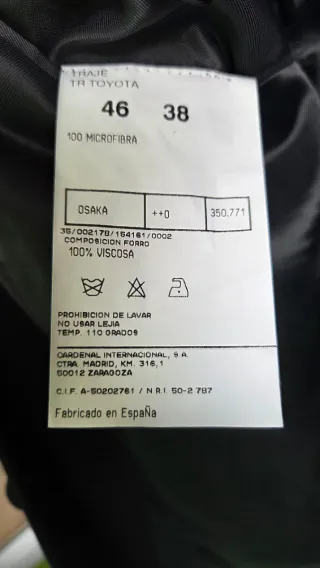 TRAJE
TR TOYOTA
46 38
100 MICROFIBRA
OSAKA ++0 350.771
35/002178/154161/0002
COMPOSICION FORRO
100% VISCOSA
PROHIBICION DE LAVAR
NO USAR LEJIA
TEMP. 110 GRADOS
CARDENAL INTERNACIONAL, S.A.
CTRA. MADRID, KM. 316,1
50012 ZARAGOZA
C.I.F. A-50202761 / N R I. 50-2 787
Fabricado en EspaÑa